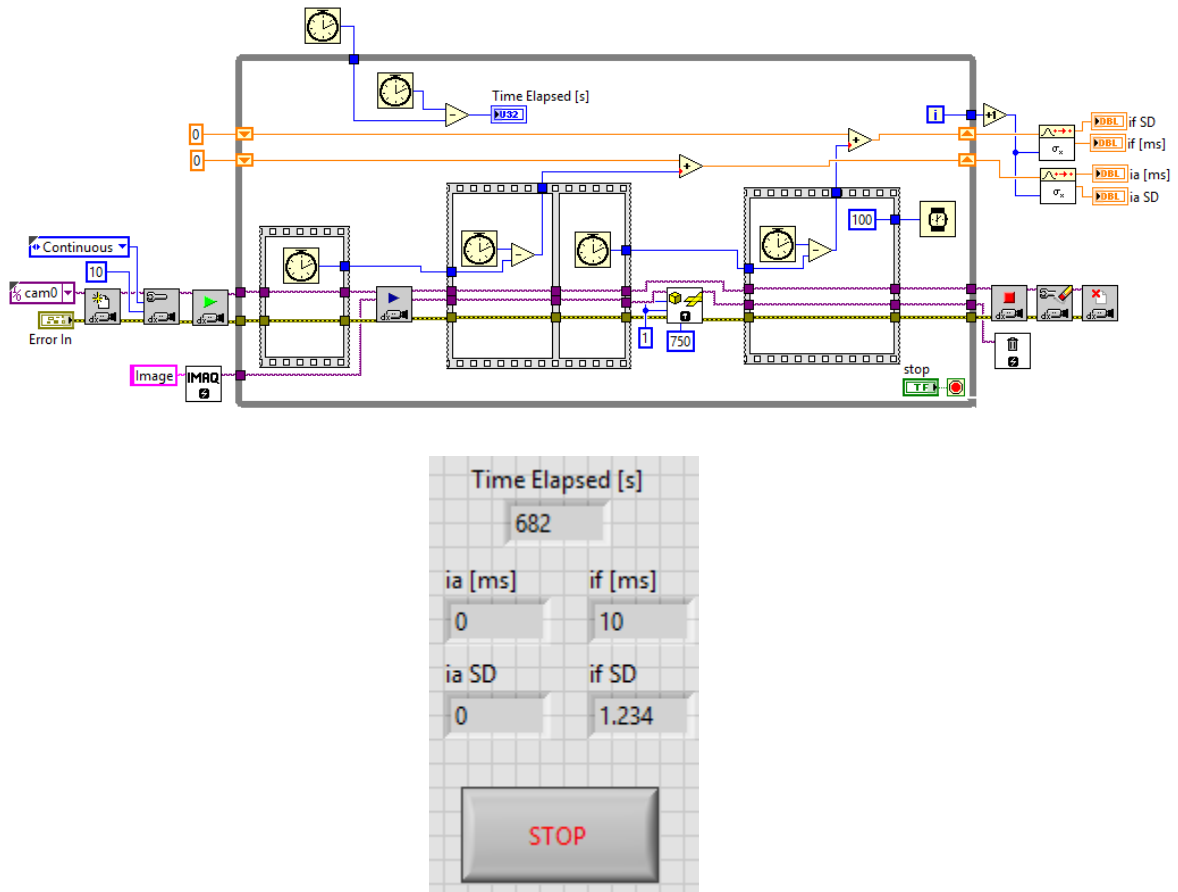 Time Elapsed [s]
U32
i
+1
DBL
if SD
0
DBL
if [ms]
σx
0
DBL
ia [ms]
σx
DBL
ia SD
100
Continuous
10
cam0
Error In
1
750
Image
IMAQ
stop
TF
Time Elapsed [s]
682
ia [ms]
if [ms]
0
10
ia SD
if SD
0
1.234
STOP